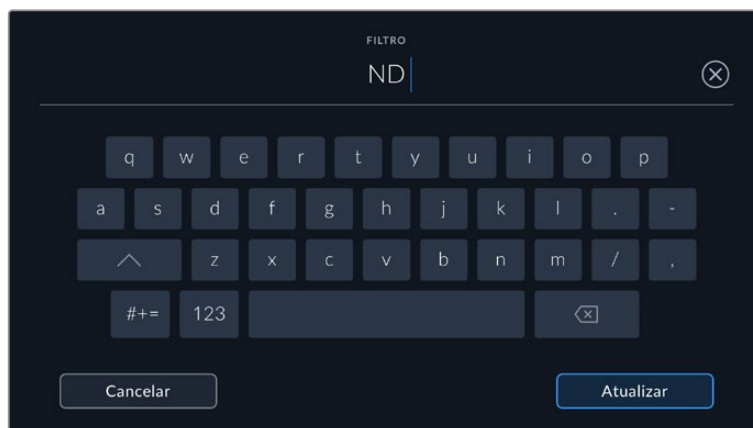 FILTRO
ND
q w e r t y u i o p
a s d f g h j k l . -
z x c v b n m / ,
#+= 123
Cancelar Atualizar